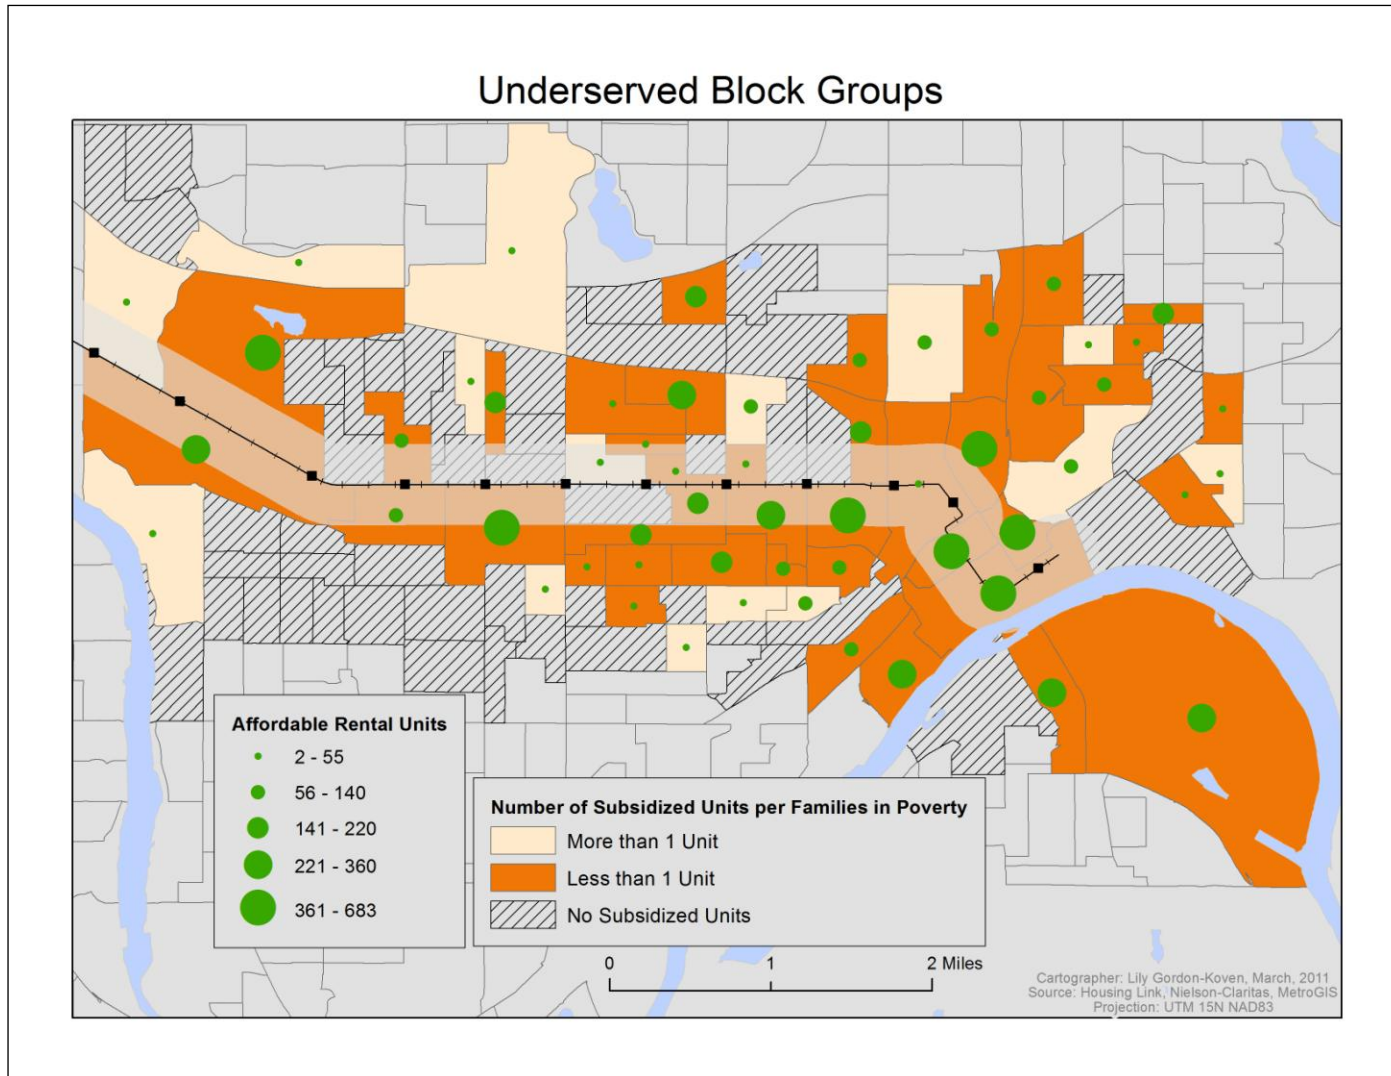 Underserved Block Groups
Affordable Rental Units
2 - 55
56 - 140
141 - 220
221 - 360
361 - 683
Number of Subsidized Units per Families in Poverty
More than 1 Unit
Less than 1 Unit
No Subsidized Units
0 1 2 Miles
Cartographer: Lily Gordon-Koven, March, 2011
Source: Housing Link, Nielson-Claritas, MetroGIS
Projection: UTM 15N NAD83